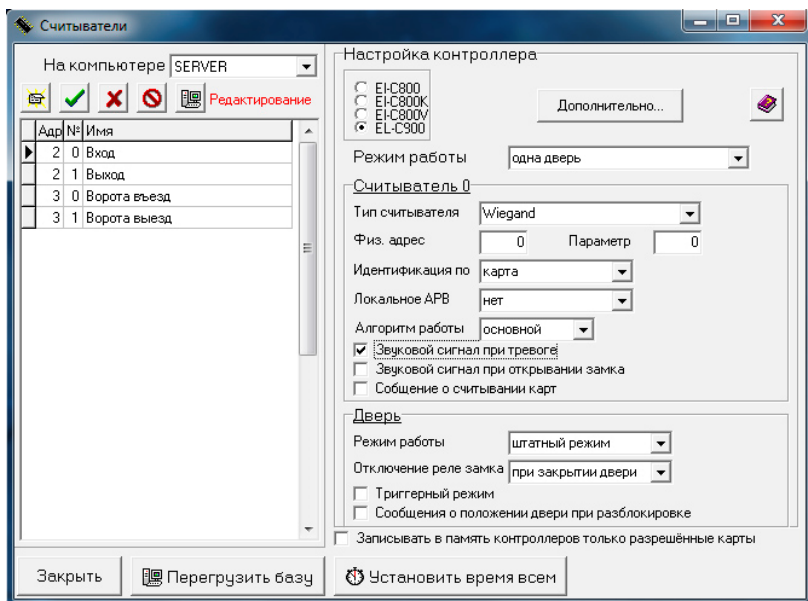 Считыватели
На компьютере SERVER
Редактирование
Адр № Имя
2 0 Вход
2 1 Выход
3 0 Ворота въезд
3 1 Ворота выезд
Настройка контроллера
El-C800
El-C800K
El-C800V
EL-C900
Дополнительно...
Режим работы одна дверь
Считыватель 0
Тип считывателя Wiegand
Физ. адрес 0 Параметр 0
Идентификация по карта
Локальное APB нет
Алгоритм работы основной
Звуковой сигнал при тревоге
Звуковой сигнал при открывании замка
Собщение о считывании карт
Дверь
Режим работы штатный режим
Отключение реле замка при закрытии двери
Триггерный режим
Сообщения о положении двери при разблокировке
Записывать в память контроллеров только разрешённые карты
Закрыть Перегрузить базу Установить время всем